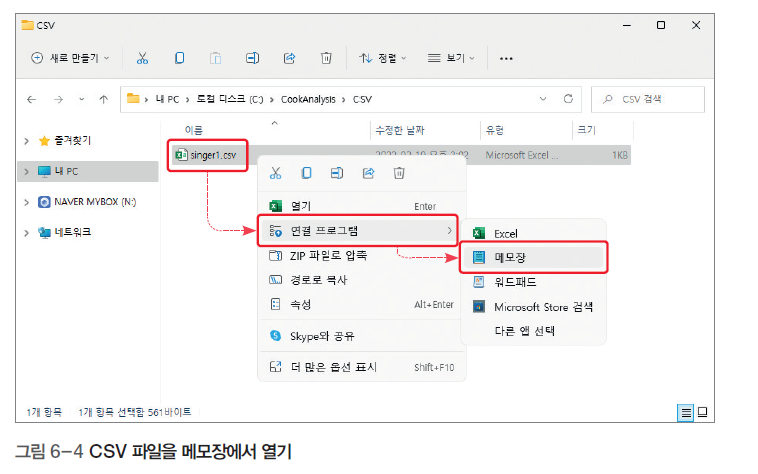 CSV
새로 만들기
정렬
보기
내 PC > 로컬 디스크 (C:) > CookAnalysis > CSV
CSV 검색
이름 수정한 날짜 유형 크기
즐겨찾기
내 PC
NAVER MYBOX (N:)
네트워크
singer1.csv Microsoft Excel ... 1KB
열기 Enter
연결 프로그램
ZIP 파일로 압축
경로로 복사
속성 Alt+Enter
Skype와 공유
더 많은 옵션 표시 Shift+F10
Excel
메모장
워드패드
Microsoft Store 검색
다른 앱 선택
1개 항목 1개 항목 선택함 561바이트
그림 6-4 CSV 파일을 메모장에서 열기